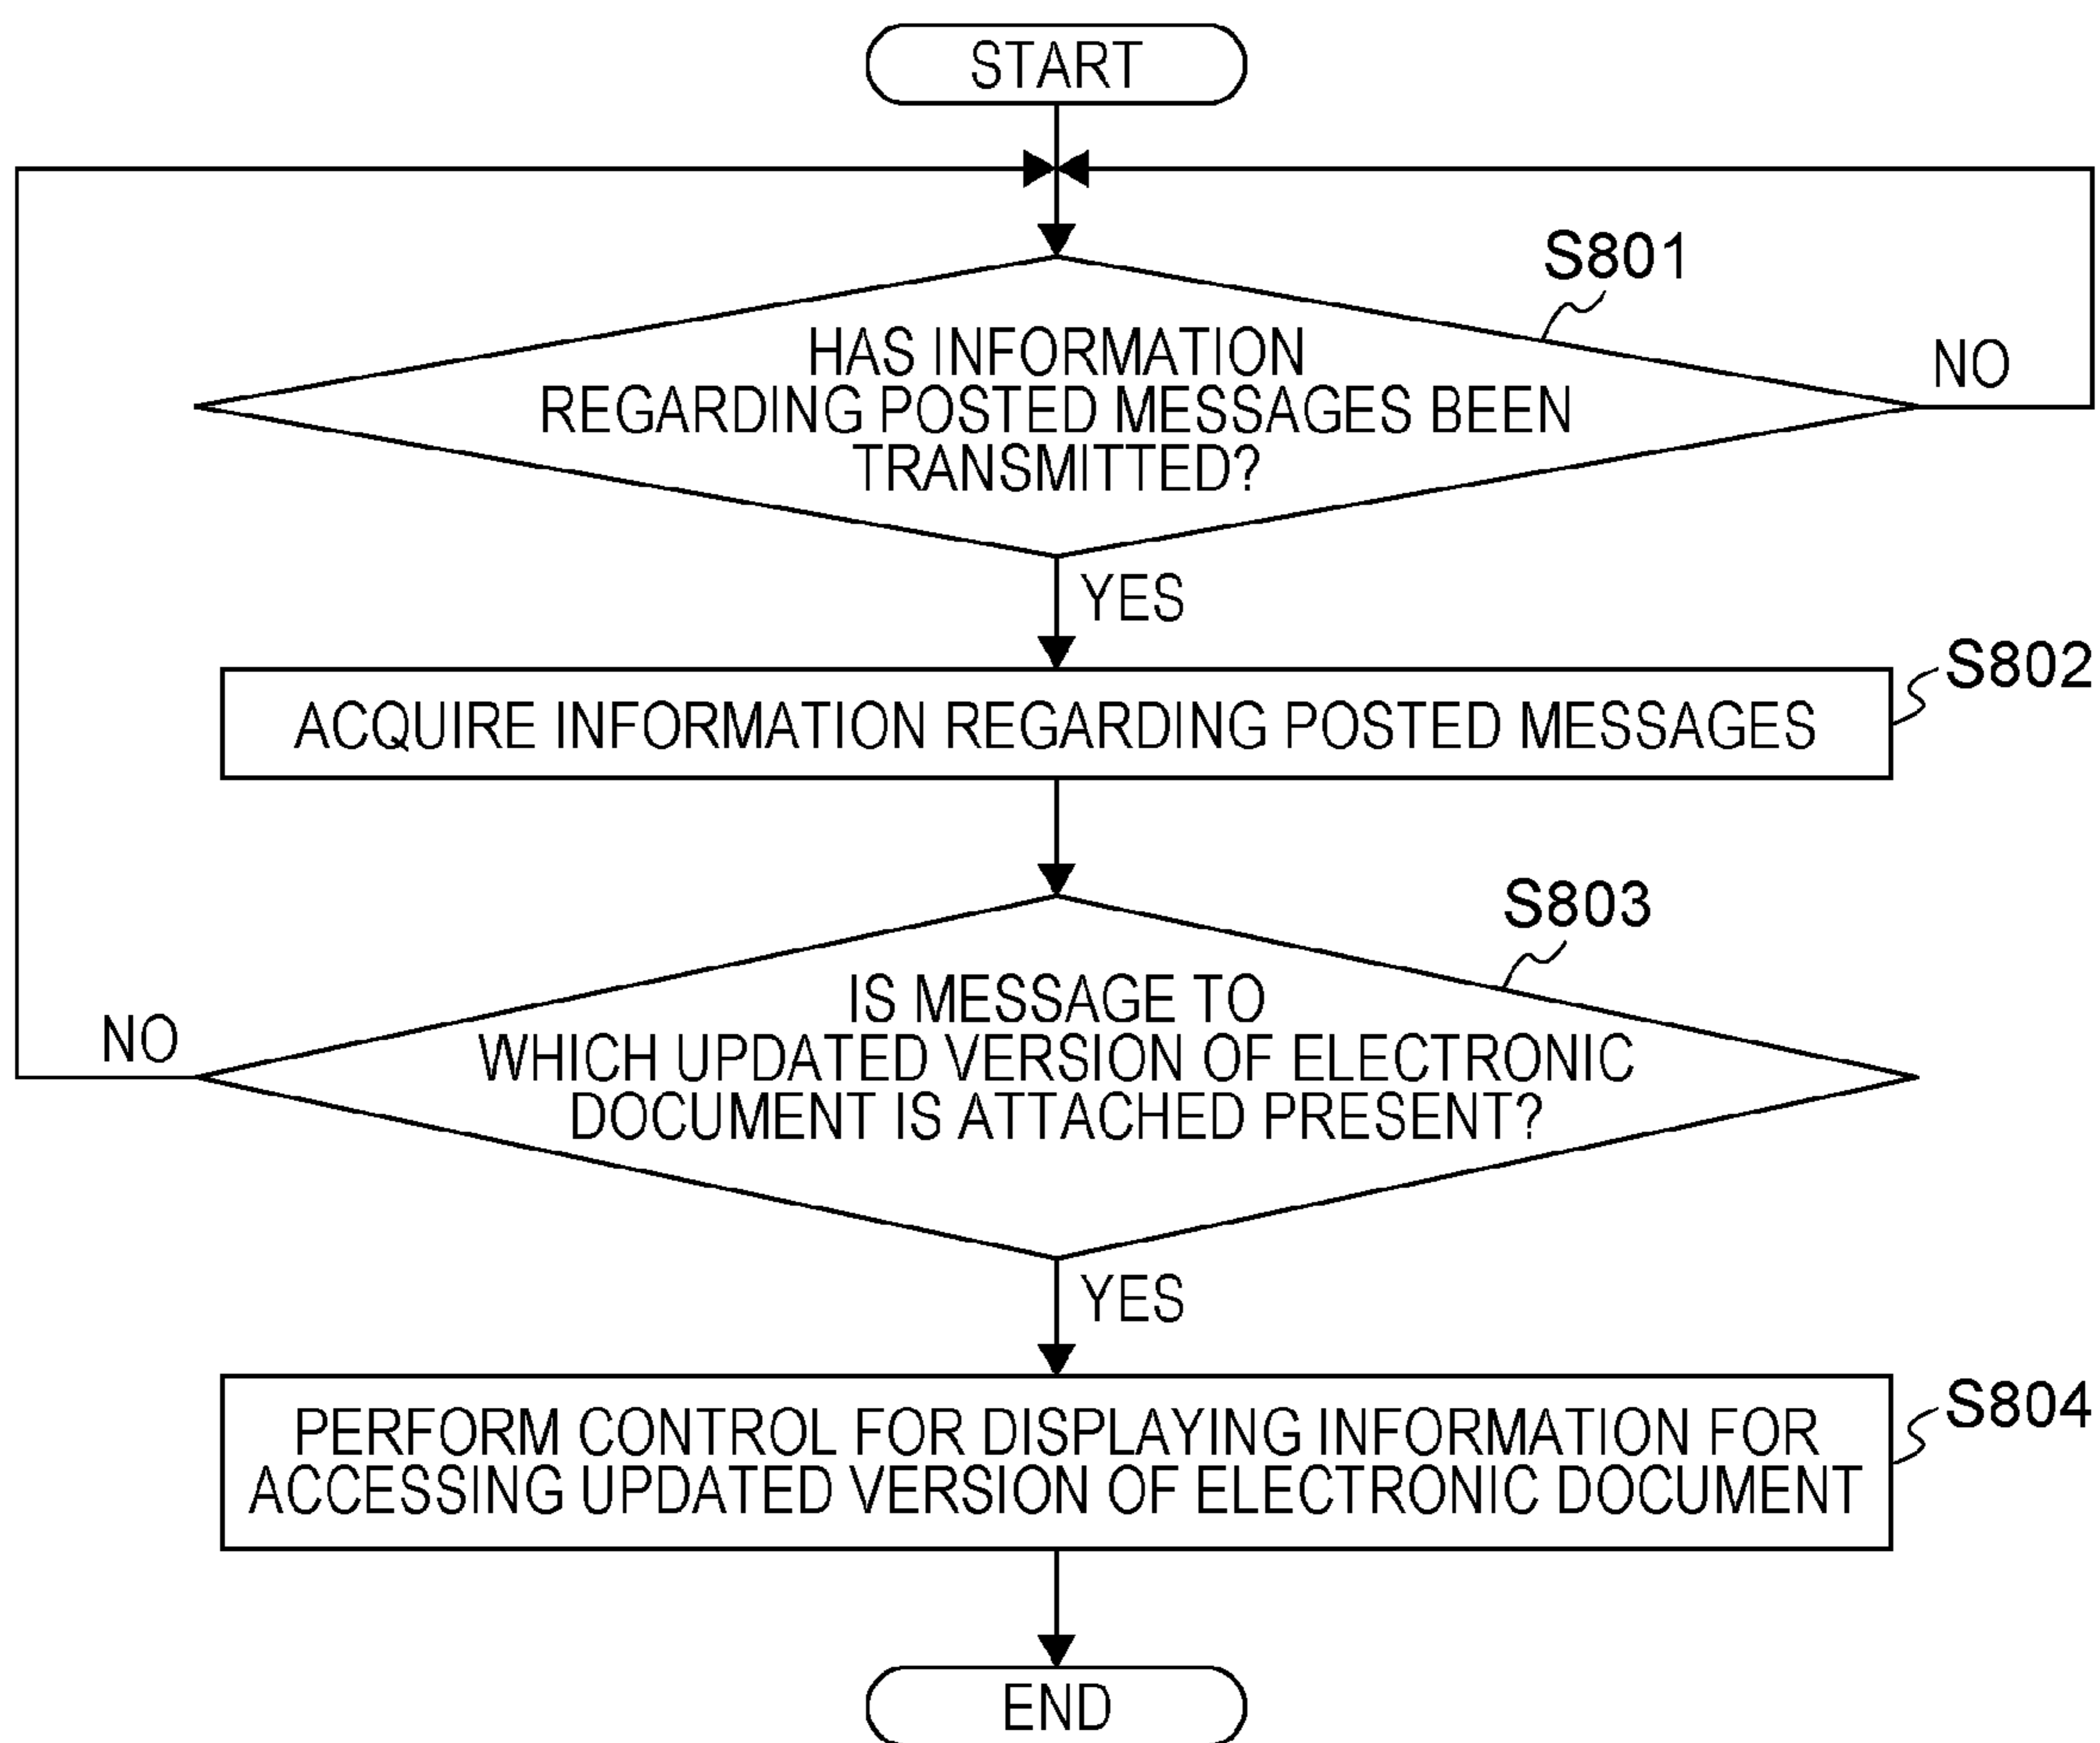 START
S801
HAS INFORMATION
REGARDING POSTED MESSAGES BEEN
TRANSMITTED?
NO
YES
S802
ACQUIRE INFORMATION REGARDING POSTED MESSAGES
S803
IS MESSAGE TO
WHICH UPDATED VERSION OF ELECTRONIC
DOCUMENT IS ATTACHED PRESENT?
NO
YES
S804
PERFORM CONTROL FOR DISPLAYING INFORMATION FOR
ACCESSING UPDATED VERSION OF ELECTRONIC DOCUMENT
END